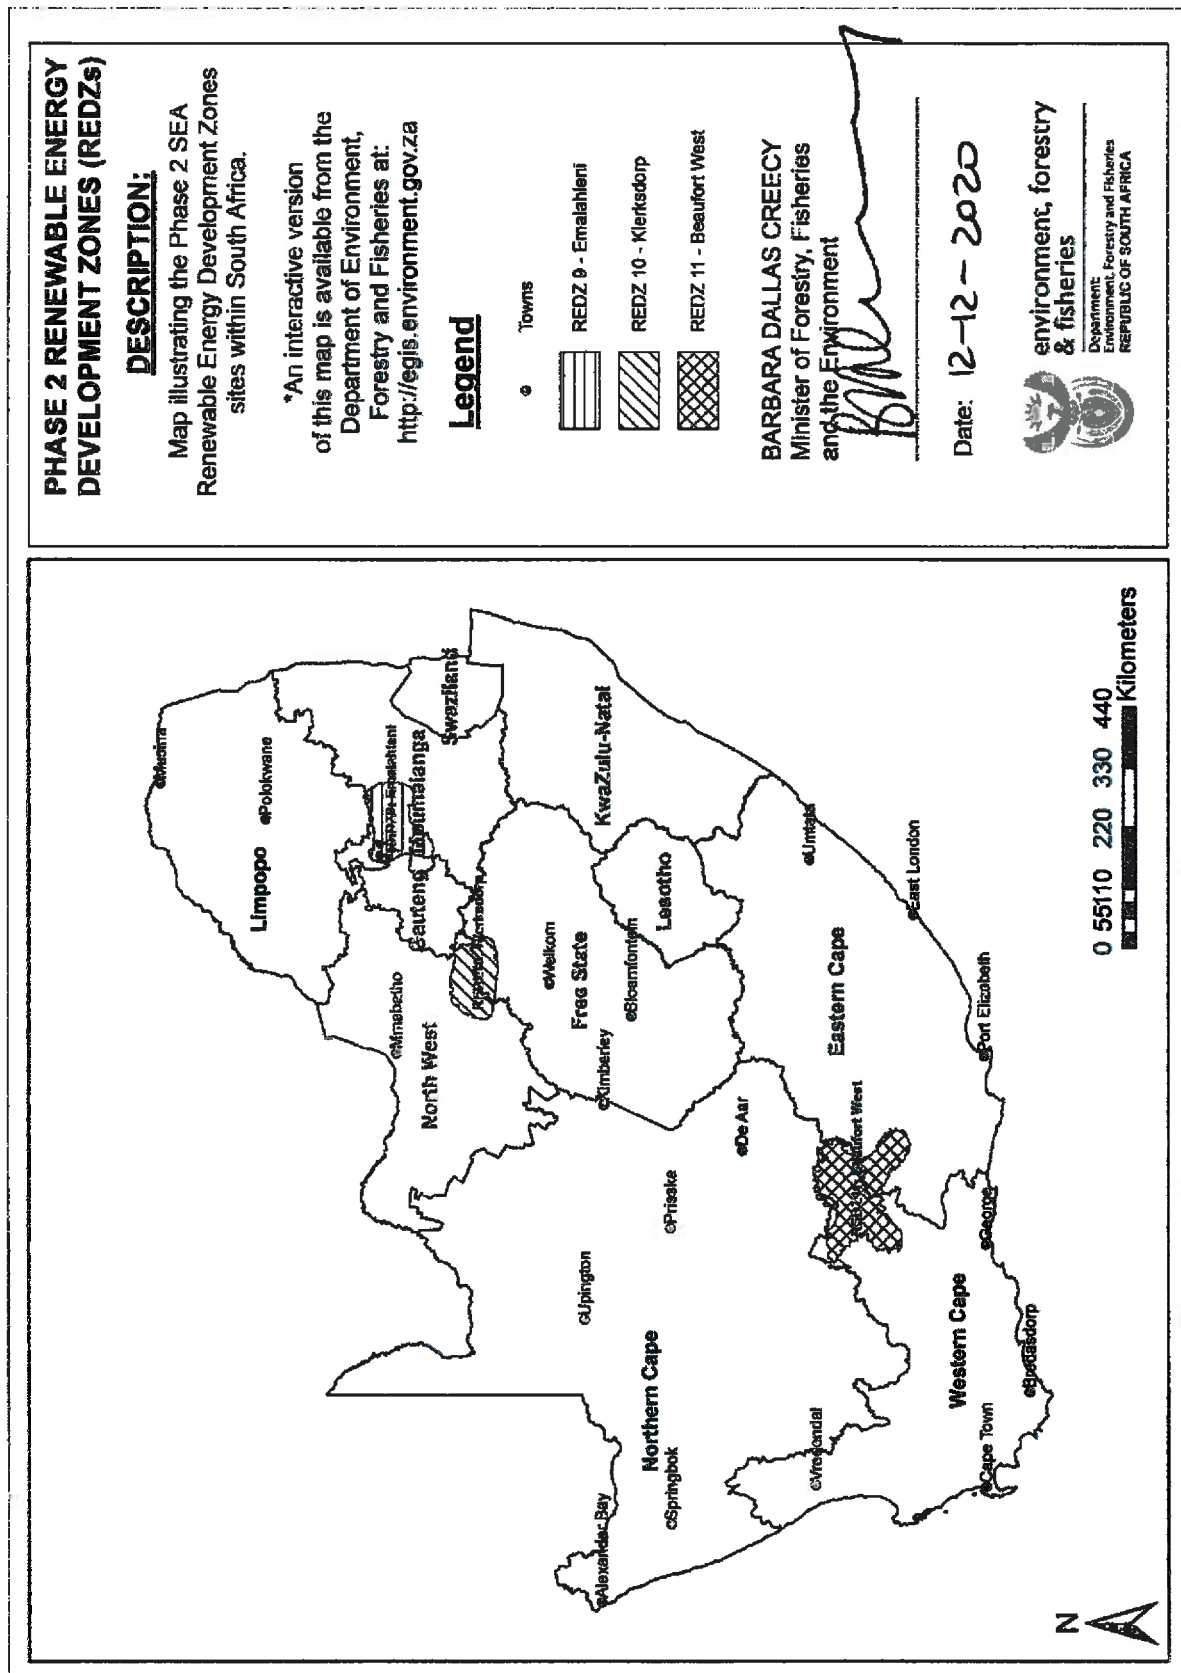 PHASE 2 RENEWABLE ENERGY
DEVELOPMENT ZONES (REDZs)
DESCRIPTION:
Map illustrating the Phase 2 SEA
Renewable Energy Development Zones
sites within South Africa.
*An interactive version
of this map is available from the
Department of Environment,
Forestry and Fisheries at:
http://egis.environment.gov.za
Legend
Towns
REDZ 9 - Emalahleni
REDZ 10 - Klerksdorp
REDZ 11 - Beaufort West
BARBARA DALLAS CREECY
Minister of Forestry, Fisheries
and the Environment
Date: 12-12-2020
environment, forestry
& fisheries
Department:
Environment, Forestry and Fisheries
REPUBLIC OF SOUTH AFRICA
Limpopo
Polokwane
Swaziland
Mpumalanga
Gauteng
Mmabatho
North West
KwaZulu-Natal
Welkom
Free State
Lesotho
Bloemfontein
Kimberley
Umtata
East London
Eastern Cape
Port Elizabeth
De Aar
Prieska
Upington
Northern Cape
Springbok
Alexander Bay
Vredendal
Western Cape
George
Bredasdorp
Cape Town
N
0 55110 220 330 440
Kilometers